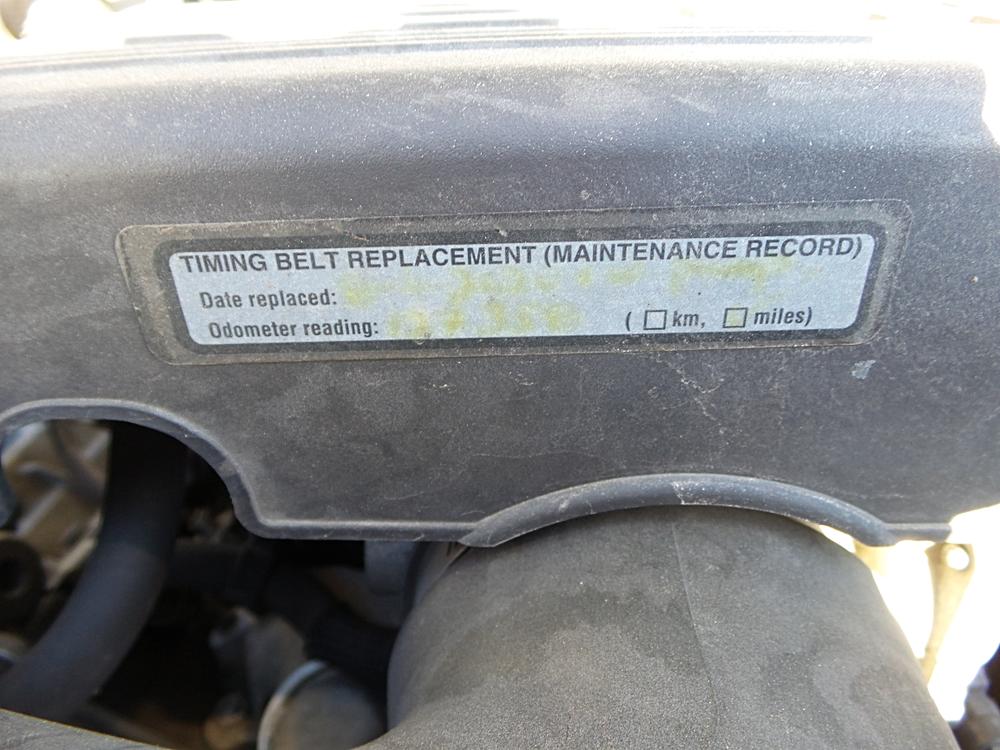 TIMING BELT REPLACEMENT (MAINTENANCE RECORD)
Date replaced:
Odometer reading: ( km, miles)